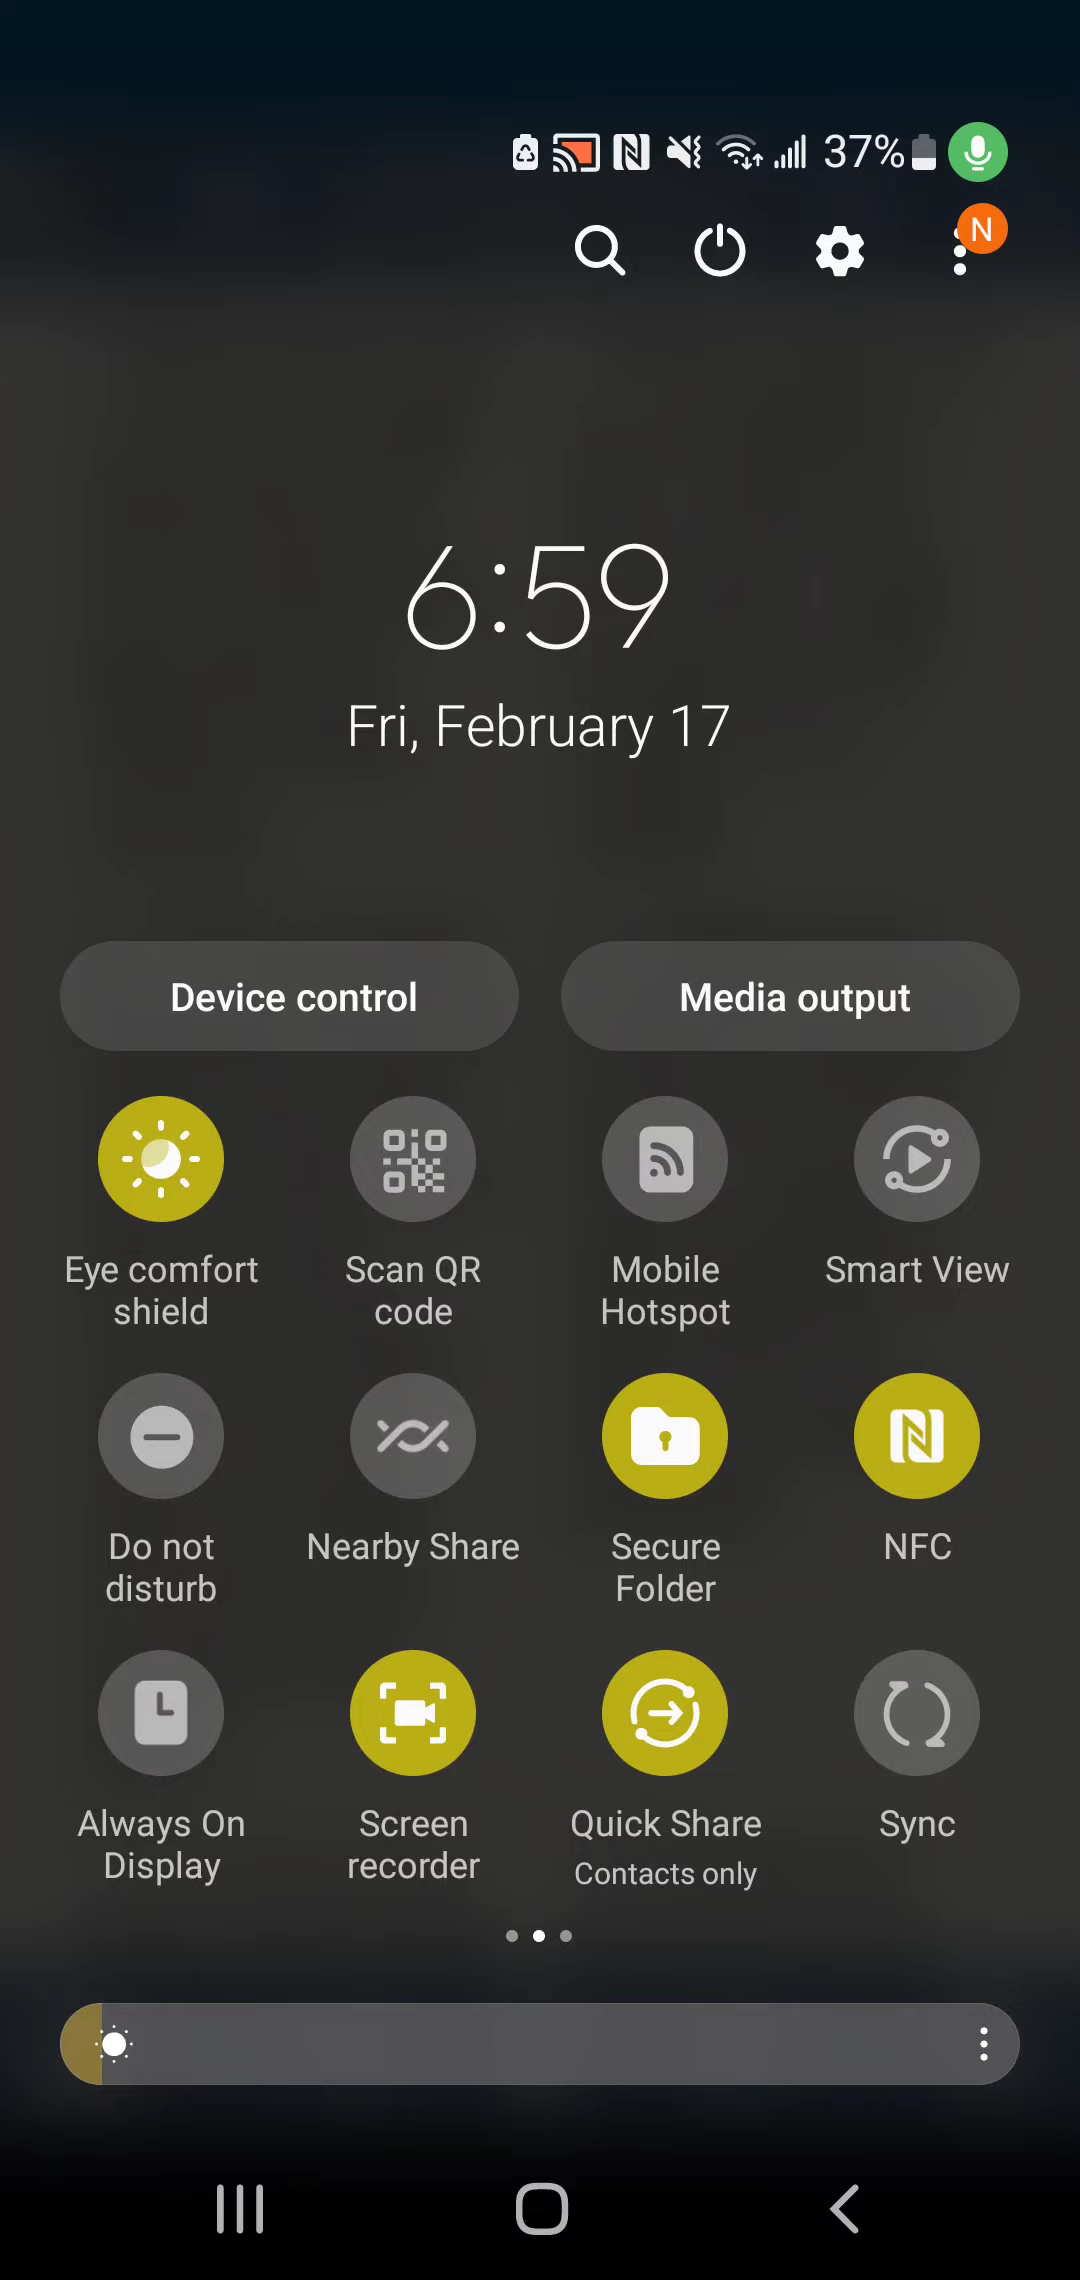 37%
N
6:59
Fri, February 17
Device control
Media output
Eye comfort
shield
Scan QR
code
Mobile
Hotspot
Smart View
Do not
disturb
Nearby Share
Secure
Folder
NFC
Always On
Display
Screen
recorder
Quick Share
Contacts only
Sync